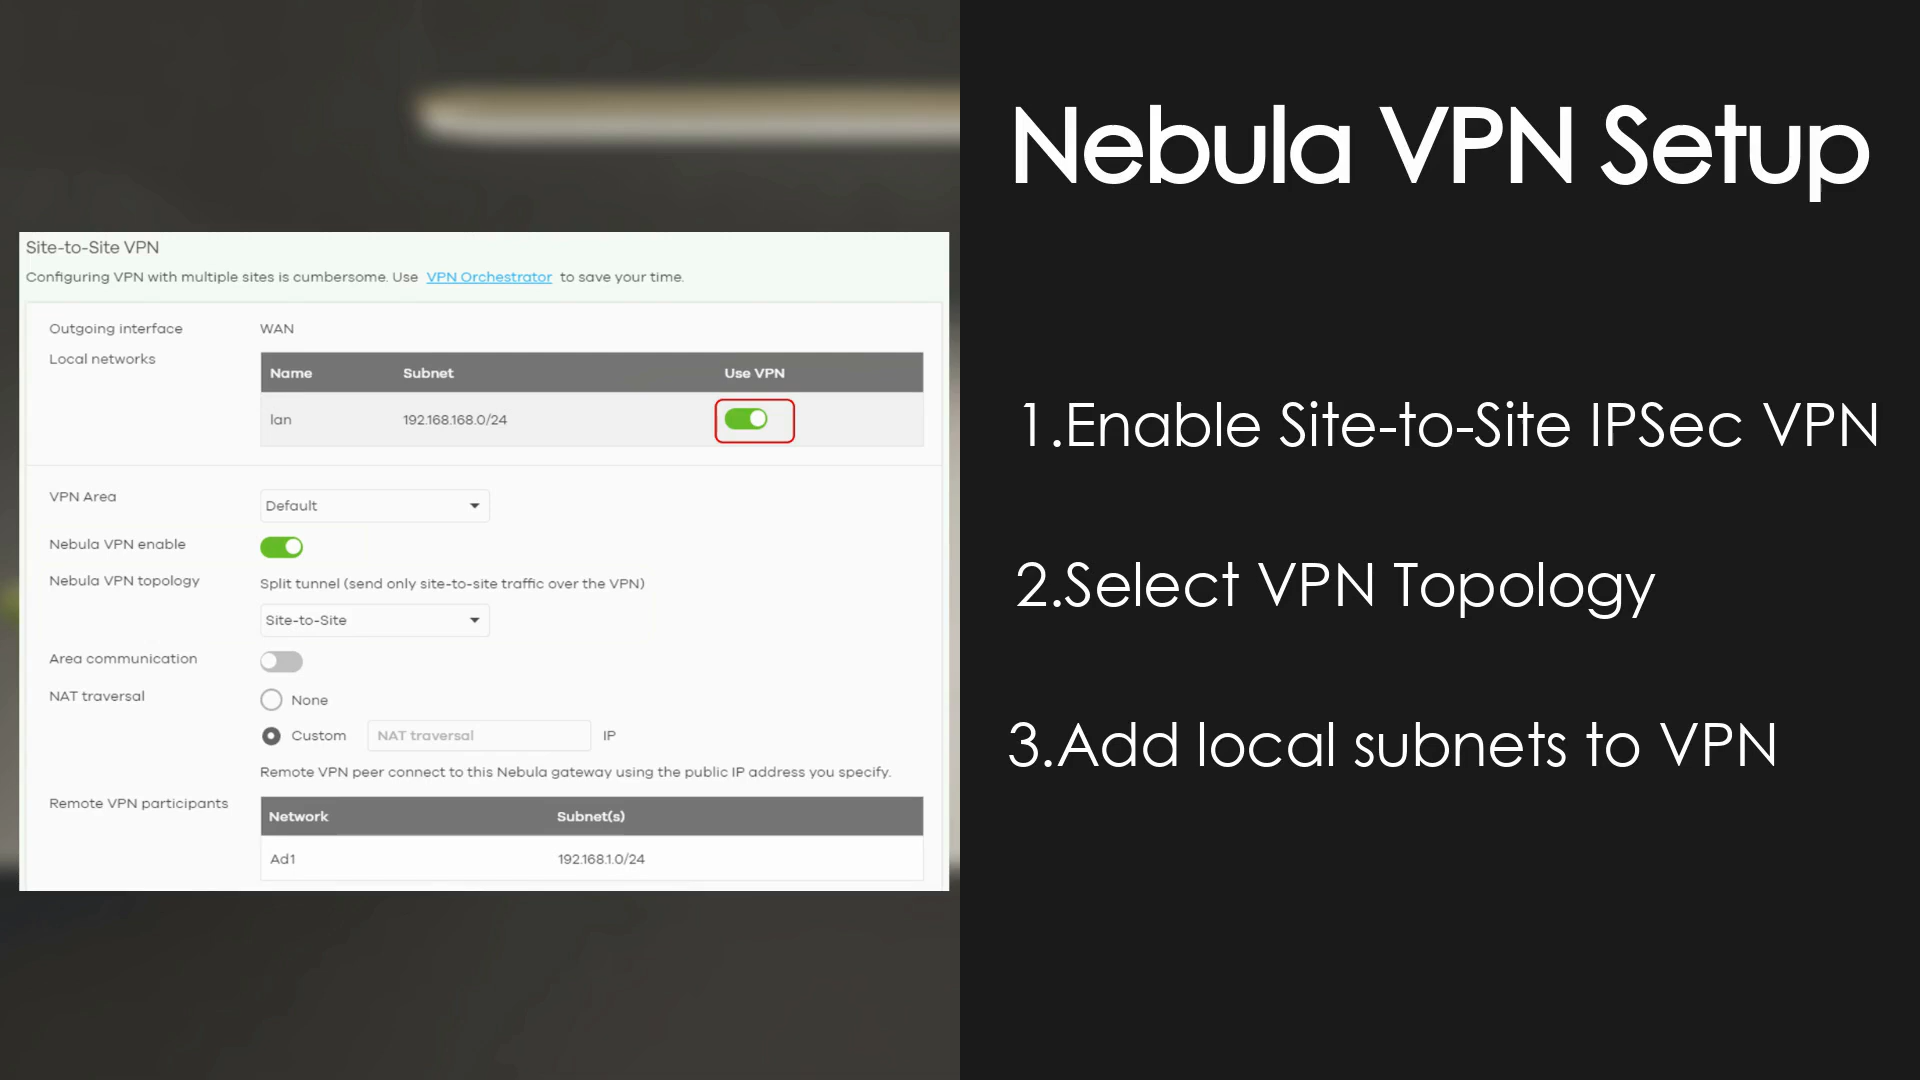 Site-to-Site VPN
Configuring VPN with multiple sites is cumbersome. Use VPN Orchestrator to save your time.
Outgoing interface WAN
Local networks
Name Subnet Use VPN
lan 192.168.168.0/24
VPN Area Default
Nebula VPN enable
Nebula VPN topology Split tunnel (send only site-to-site traffic over the VPN)
Site-to-Site
Area communication
NAT traversal None
Custom NAT traversal IP
Remote VPN peer connect to this Nebula gateway using the public IP address you specify.
Remote VPN participants
Network Subnet(s)
Ad1 192.168.1.0/24
Nebula VPN Setup
1.Enable Site-to-Site IPSec VPN
2.Select VPN Topology
3.Add local subnets to VPN